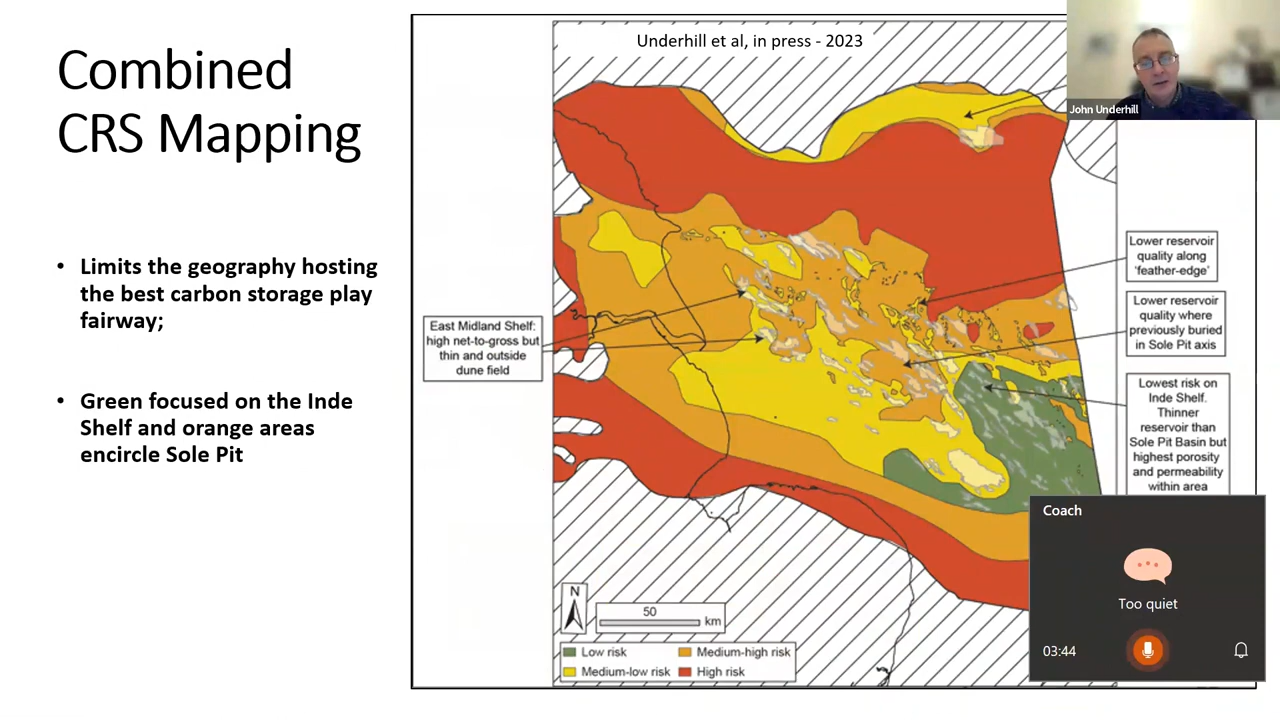 Combined
CRS Mapping
• Limits the geography hosting
the best carbon storage play
fairway;
• Green focused on the Inde
Shelf and orange areas
encircle Sole Pit
Underhill et al, in press - 2023
John Underhill
East Midland Shelf:
high net-to-gross but
thin and outside
dune field
Lower reservoir
quality along
'feather-edge'
Lower reservoir
quality where
previously buried
in Sole Pit axis
Lowest risk on
Inde Shelf.
Thinner
reservoir than
Sole Pit Basin but
highest porosity
and permeability
within area
N
50
km
Low risk
Medium-high risk
Medium-low risk
High risk
Coach
Too quiet
03:44